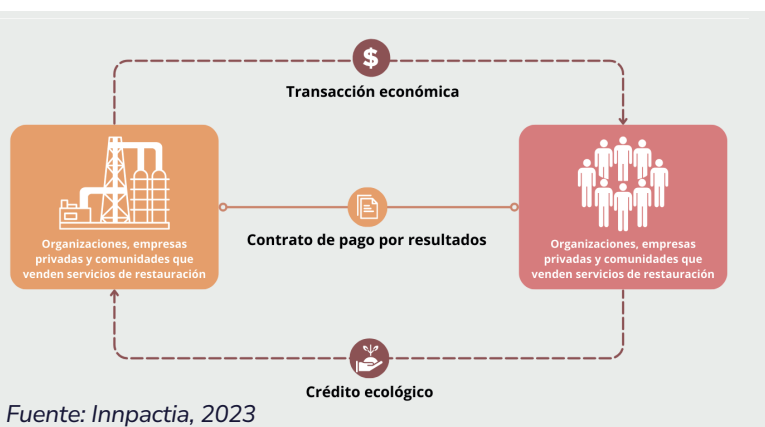 $
Transacción económica
Organizaciones, empresas
privadas y comunidades que
venden servicios de restauración
Contrato de pago por resultados
Organizaciones, empresas
privadas y comunidades que
venden servicios de restauración
Crédito ecológico
Fuente: Innpactia, 2023